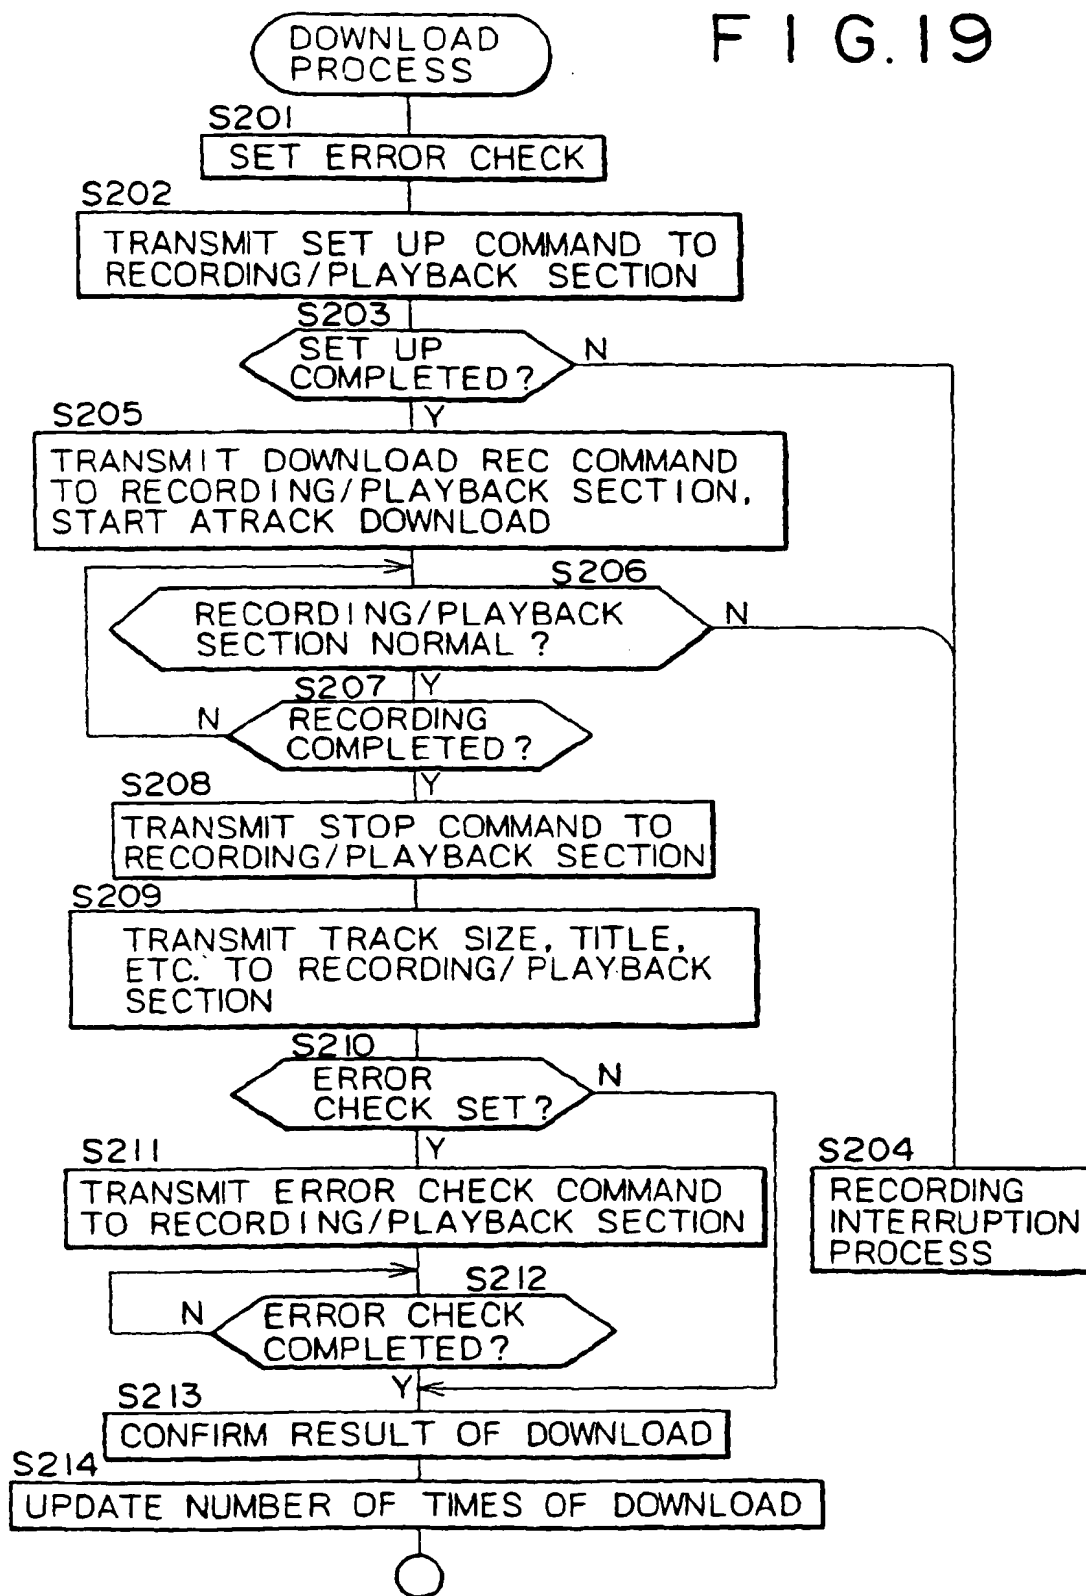 FIG.19
DOWNLOAD
PROCESS
S201
SET ERROR CHECK
S202
TRANSMIT SET UP COMMAND TO
RECORDING/PLAYBACK SECTION
S203
SET UP
COMPLETED?
N
Y
S205
TRANSMIT DOWNLOAD REC COMMAND
TO RECORDING/PLAYBACK SECTION,
START ATRACK DOWNLOAD
S206
RECORDING/PLAYBACK
SECTION NORMAL?
N
Y
S207
RECORDING
COMPLETED?
N
Y
S208
TRANSMIT STOP COMMAND TO
RECORDING/PLAYBACK SECTION
S209
TRANSMIT TRACK SIZE, TITLE,
ETC. TO RECORDING/PLAYBACK
SECTION
S210
ERROR
CHECK SET?
N
Y
S211
TRANSMIT ERROR CHECK COMMAND
TO RECORDING/PLAYBACK SECTION
S204
RECORDING
INTERRUPTION
PROCESS
S212
ERROR CHECK
COMPLETED?
N
Y
S213
CONFIRM RESULT OF DOWNLOAD
S214
UPDATE NUMBER OF TIMES OF DOWNLOAD